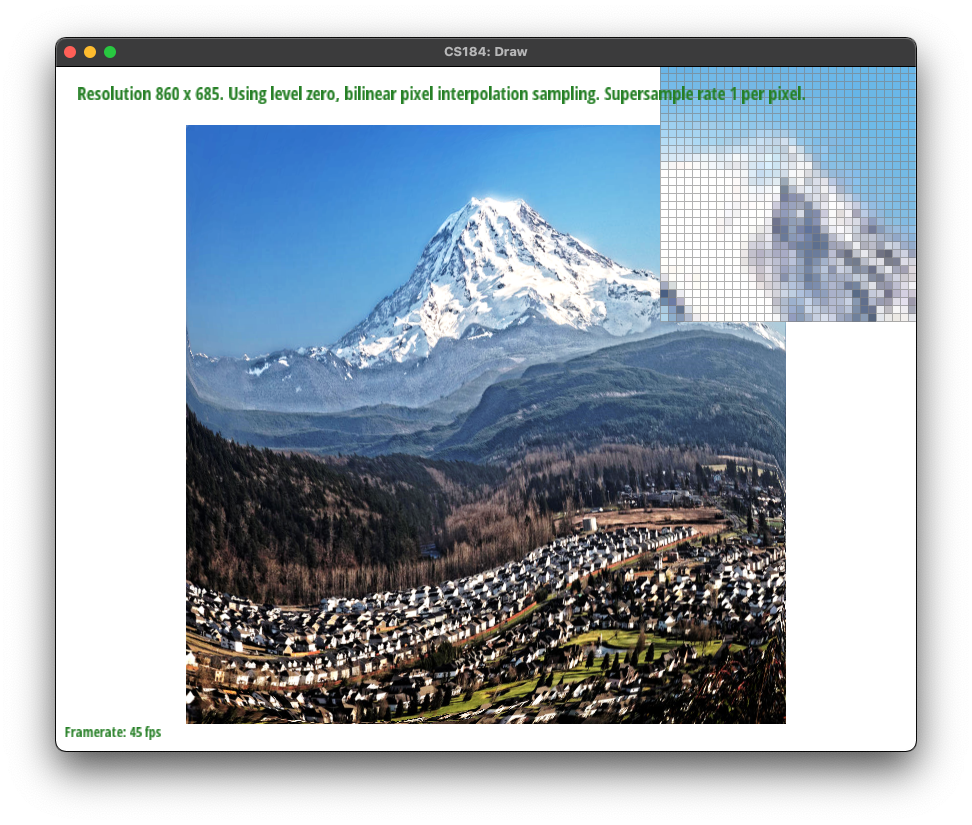 CS184: Draw
Resolution 860 x 685. Using level zero, bilinear pixel interpolation sampling. Supersample rate 1 per pixel.
Framerate: 45 fps